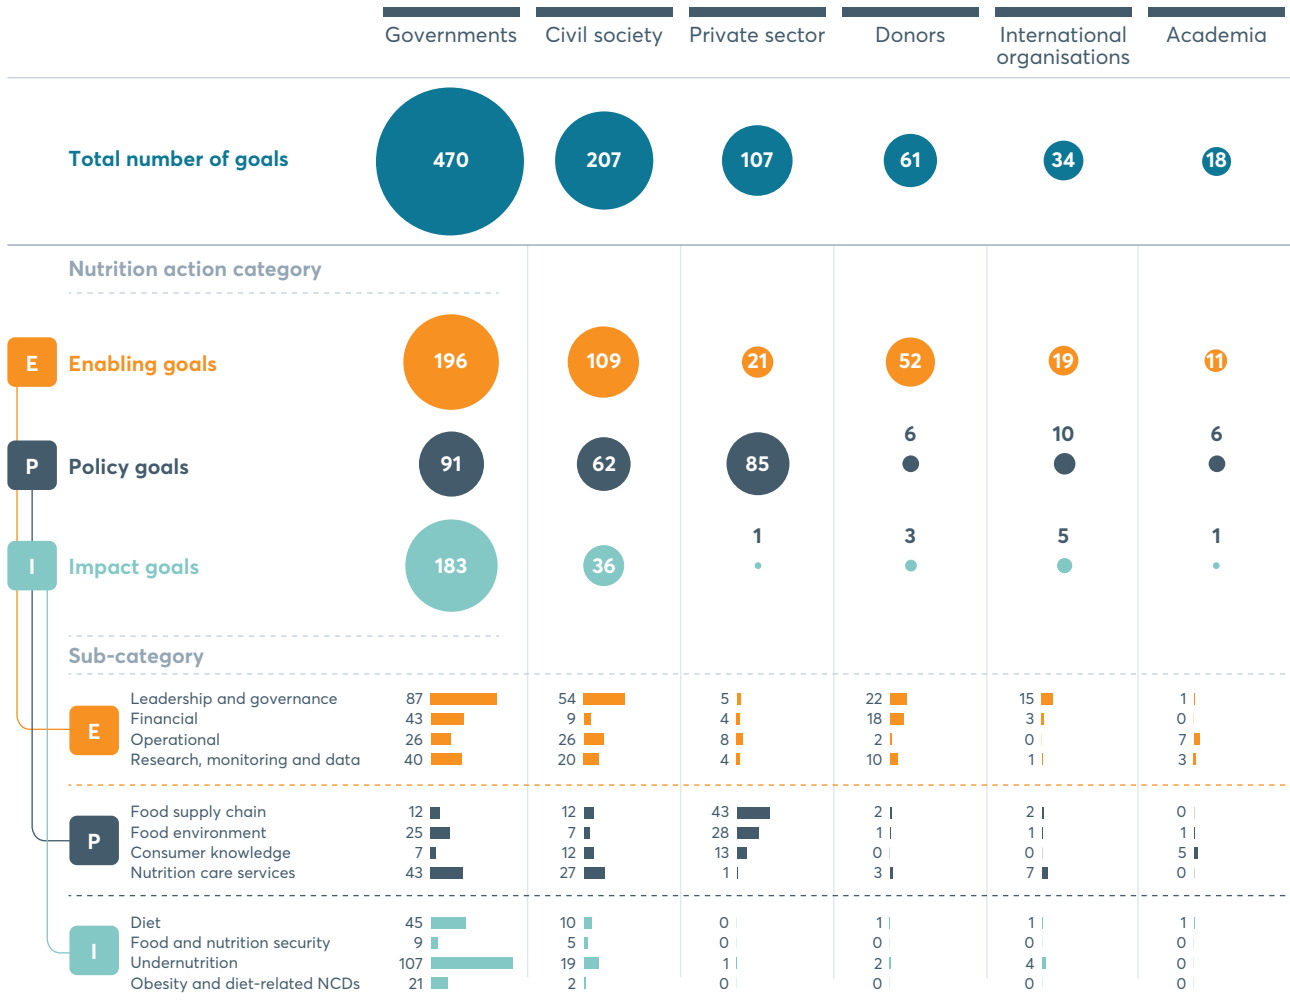 Governments Civil society Private sector Donors International organisations Academia
Total number of goals 470 207 107 61 34 18
Nutrition action category
E Enabling goals 196 109 21 52 19 11
P Policy goals 91 62 85 6 10 6
I Impact goals 183 36 1 3 5 1
Sub-category
E
Leadership and governance 87 54 5 22 15 1
Financial 43 9 4 18 3 0
Operational 26 26 8 2 0 7
Research, monitoring and data 40 20 4 10 1 3
P
Food supply chain 12 12 43 2 2 0
Food environment 25 7 28 1 1 1
Consumer knowledge 7 12 13 0 0 5
Nutrition care services 43 27 1 3 7 0
I
Diet 45 10 0 1 1 1
Food and nutrition security 9 5 0 0 0 0
Undernutrition 107 19 1 2 4 0
Obesity and diet-related NCDs 21 2 0 0 0 0